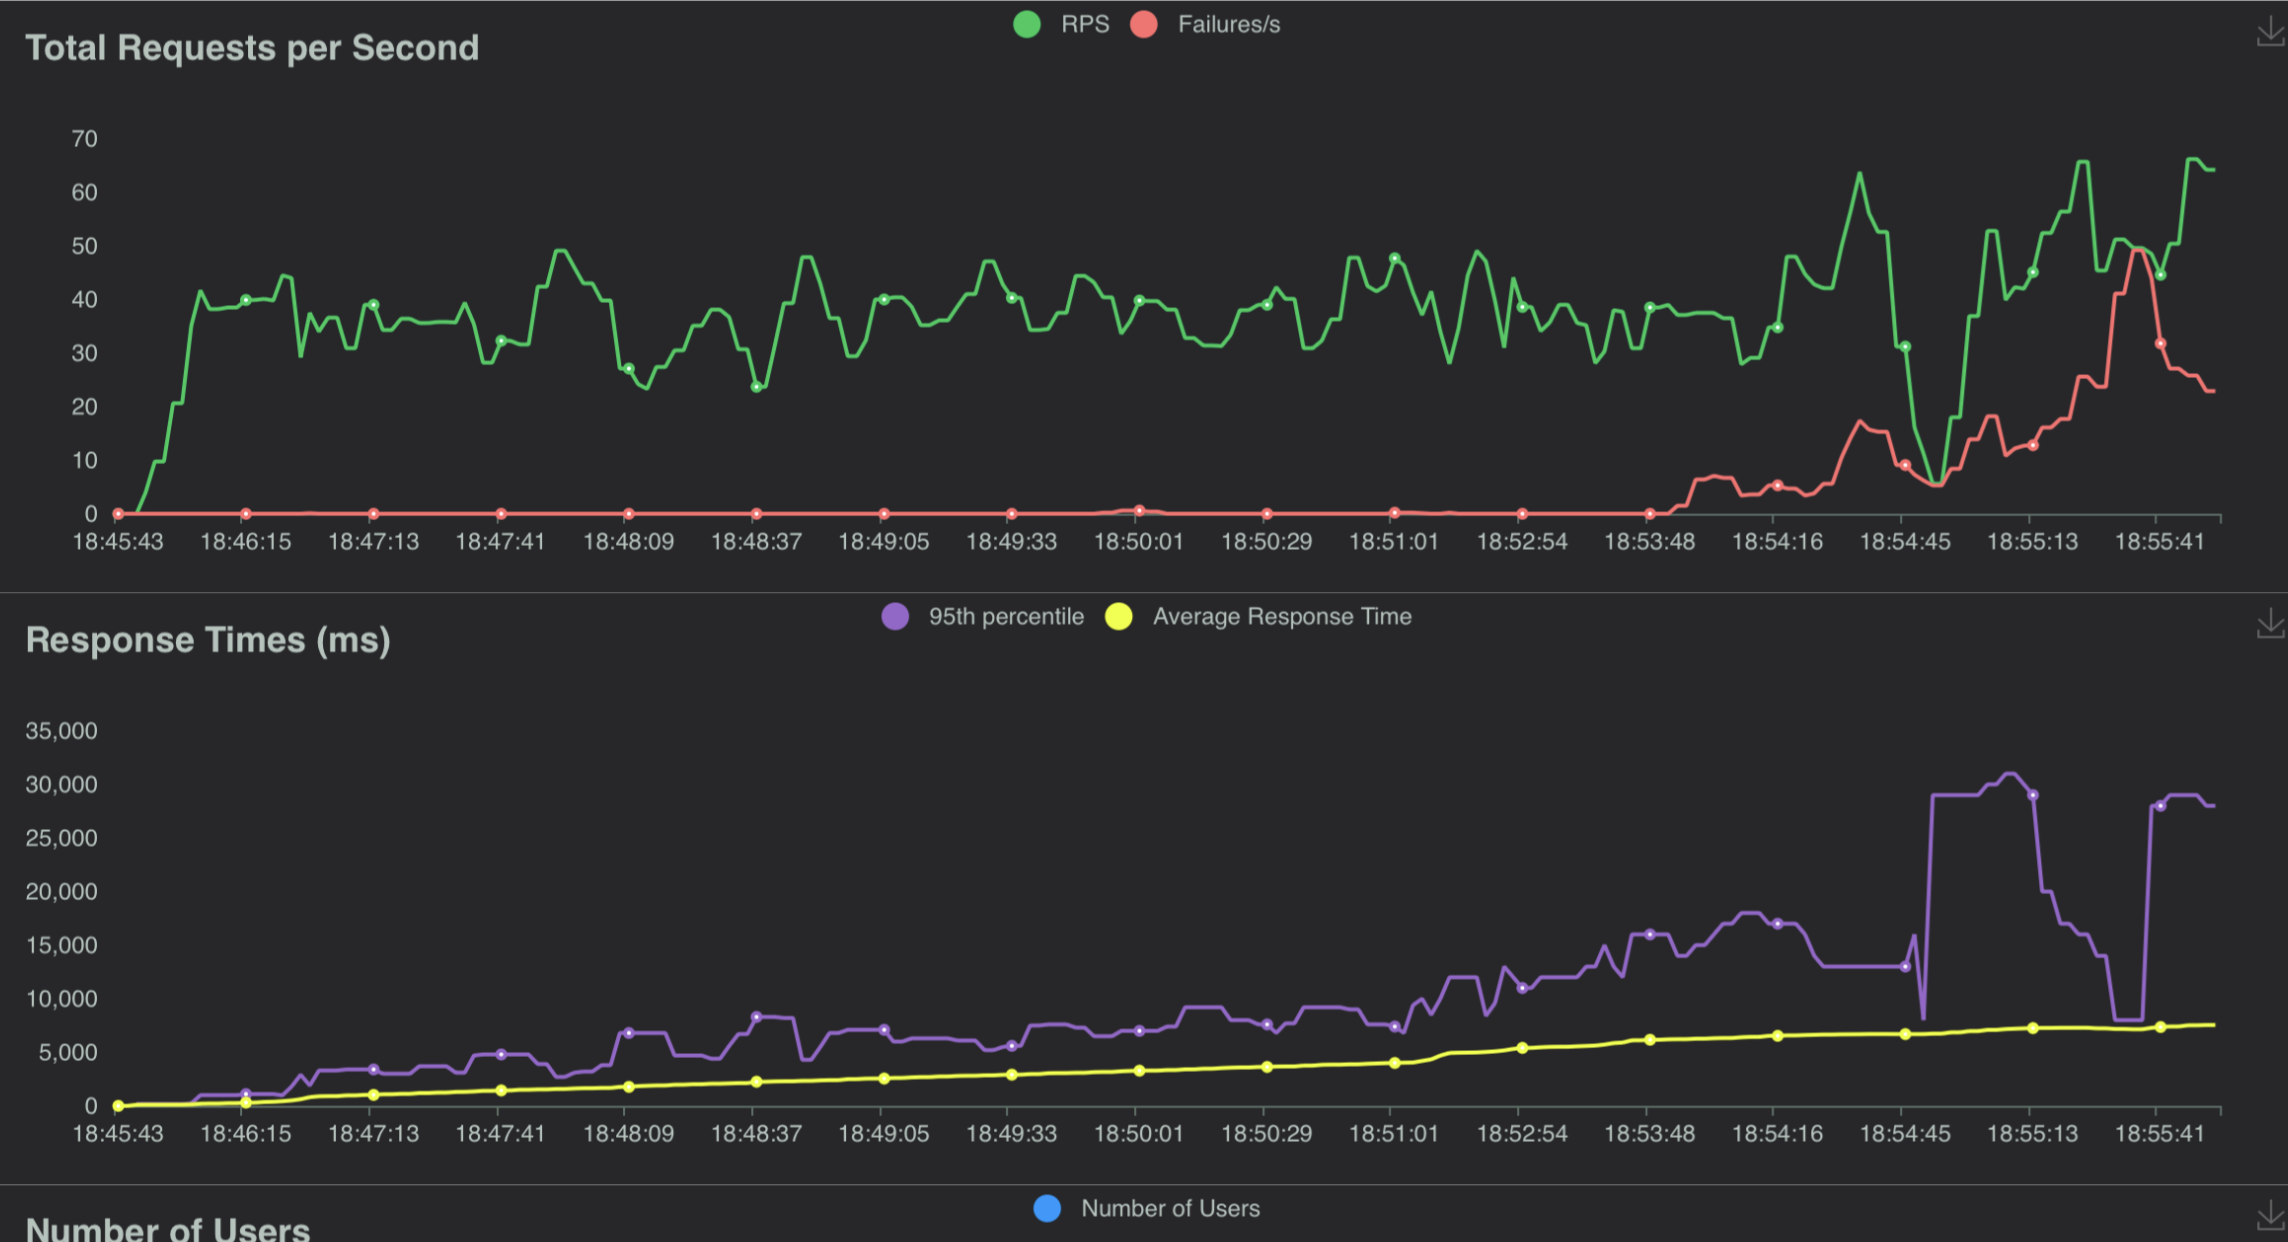 RPS Failures/s
Total Requests per Second
70
60
50
40
30
20
10
0
18:45:43 18:46:15 18:47:13 18:47:41 18:48:09 18:48:37 18:49:05 18:49:33 18:50:01 18:50:29 18:51:01 18:52:54 18:53:48 18:54:16 18:54:45 18:55:13 18:55:41
95th percentile Average Response Time
Response Times (ms)
35,000
30,000
25,000
20,000
15,000
10,000
5,000
0
18:45:43 18:46:15 18:47:13 18:47:41 18:48:09 18:48:37 18:49:05 18:49:33 18:50:01 18:50:29 18:51:01 18:52:54 18:53:48 18:54:16 18:54:45 18:55:13 18:55:41
Number of Users
Number of Users